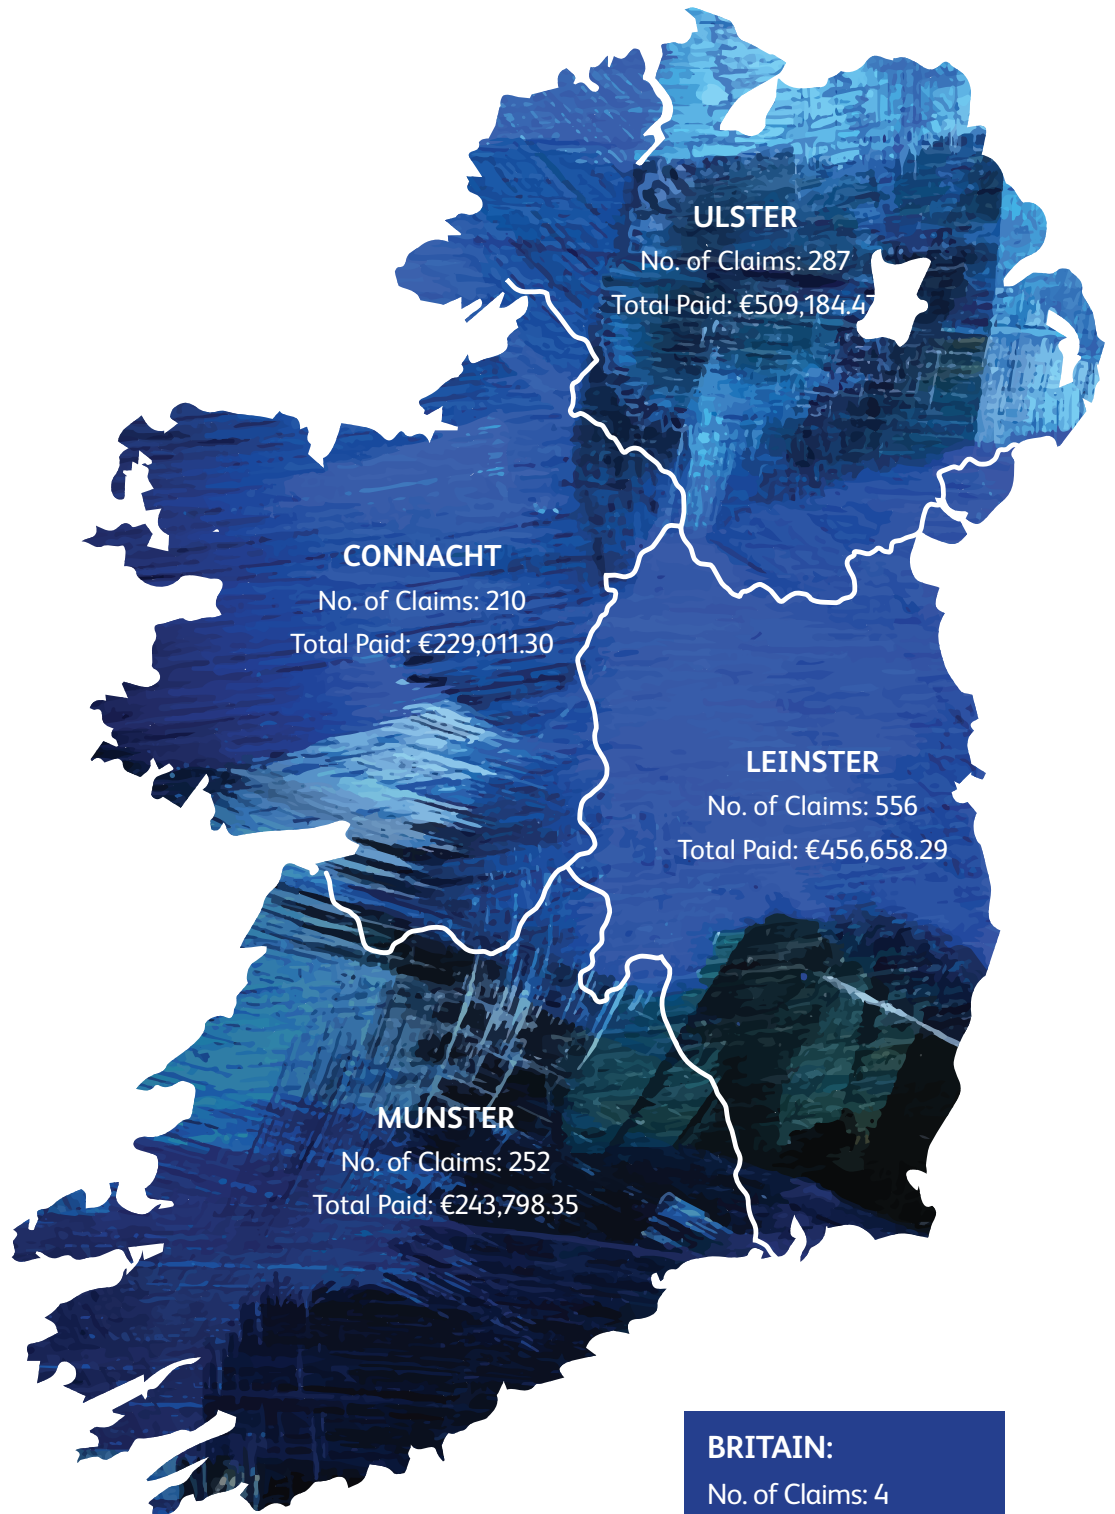 ULSTER
No. of Claims: 287
Total Paid: €509,184.47
CONNACHT
No. of Claims: 210
Total Paid: €229,011.30
LEINSTER
No. of Claims: 556
Total Paid: €456,658.29
MUNSTER
No. of Claims: 252
Total Paid: €243,798.35
BRITAIN:
No. of Claims: 4